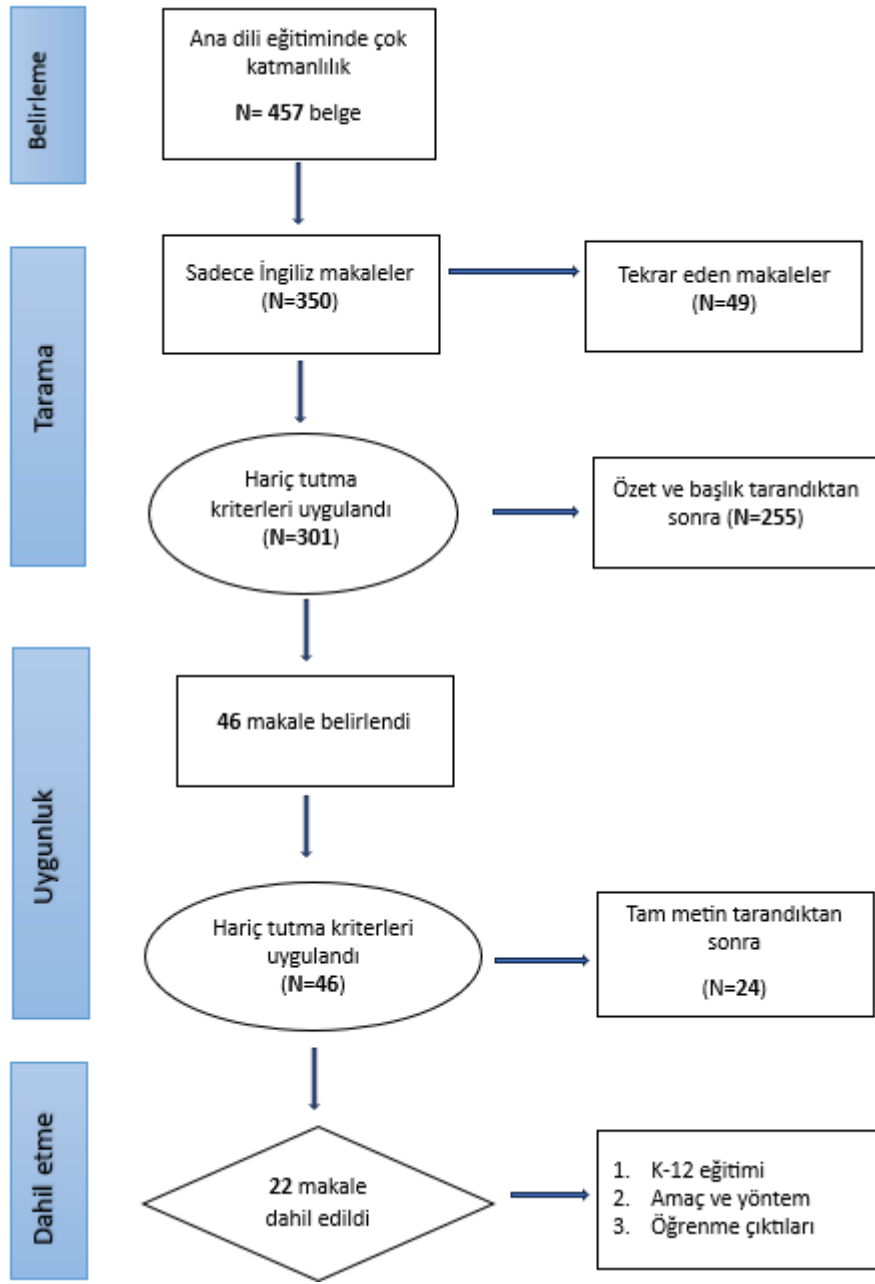 Belirleme
Ana dili eğitiminde çok
katmanlılık
N= 457 belge
Tarama
Sadece İngiliz makaleler
(N=350)
Tekrar eden makaleler
(N=49)
Hariç tutma
kriterleri uygulandı
(N=301)
Özet ve başlık tarandıktan
sonra (N=255)
Uygunluk
46 makale belirlendi
Hariç tutma kriterleri
uygulandı
(N=46)
Tam metin tarandıktan
sonra
(N=24)
Dahil etme
22 makale
dahil edildi
1. K-12 eğitimi
2. Amaç ve yöntem
3. Öğrenme çıktıları